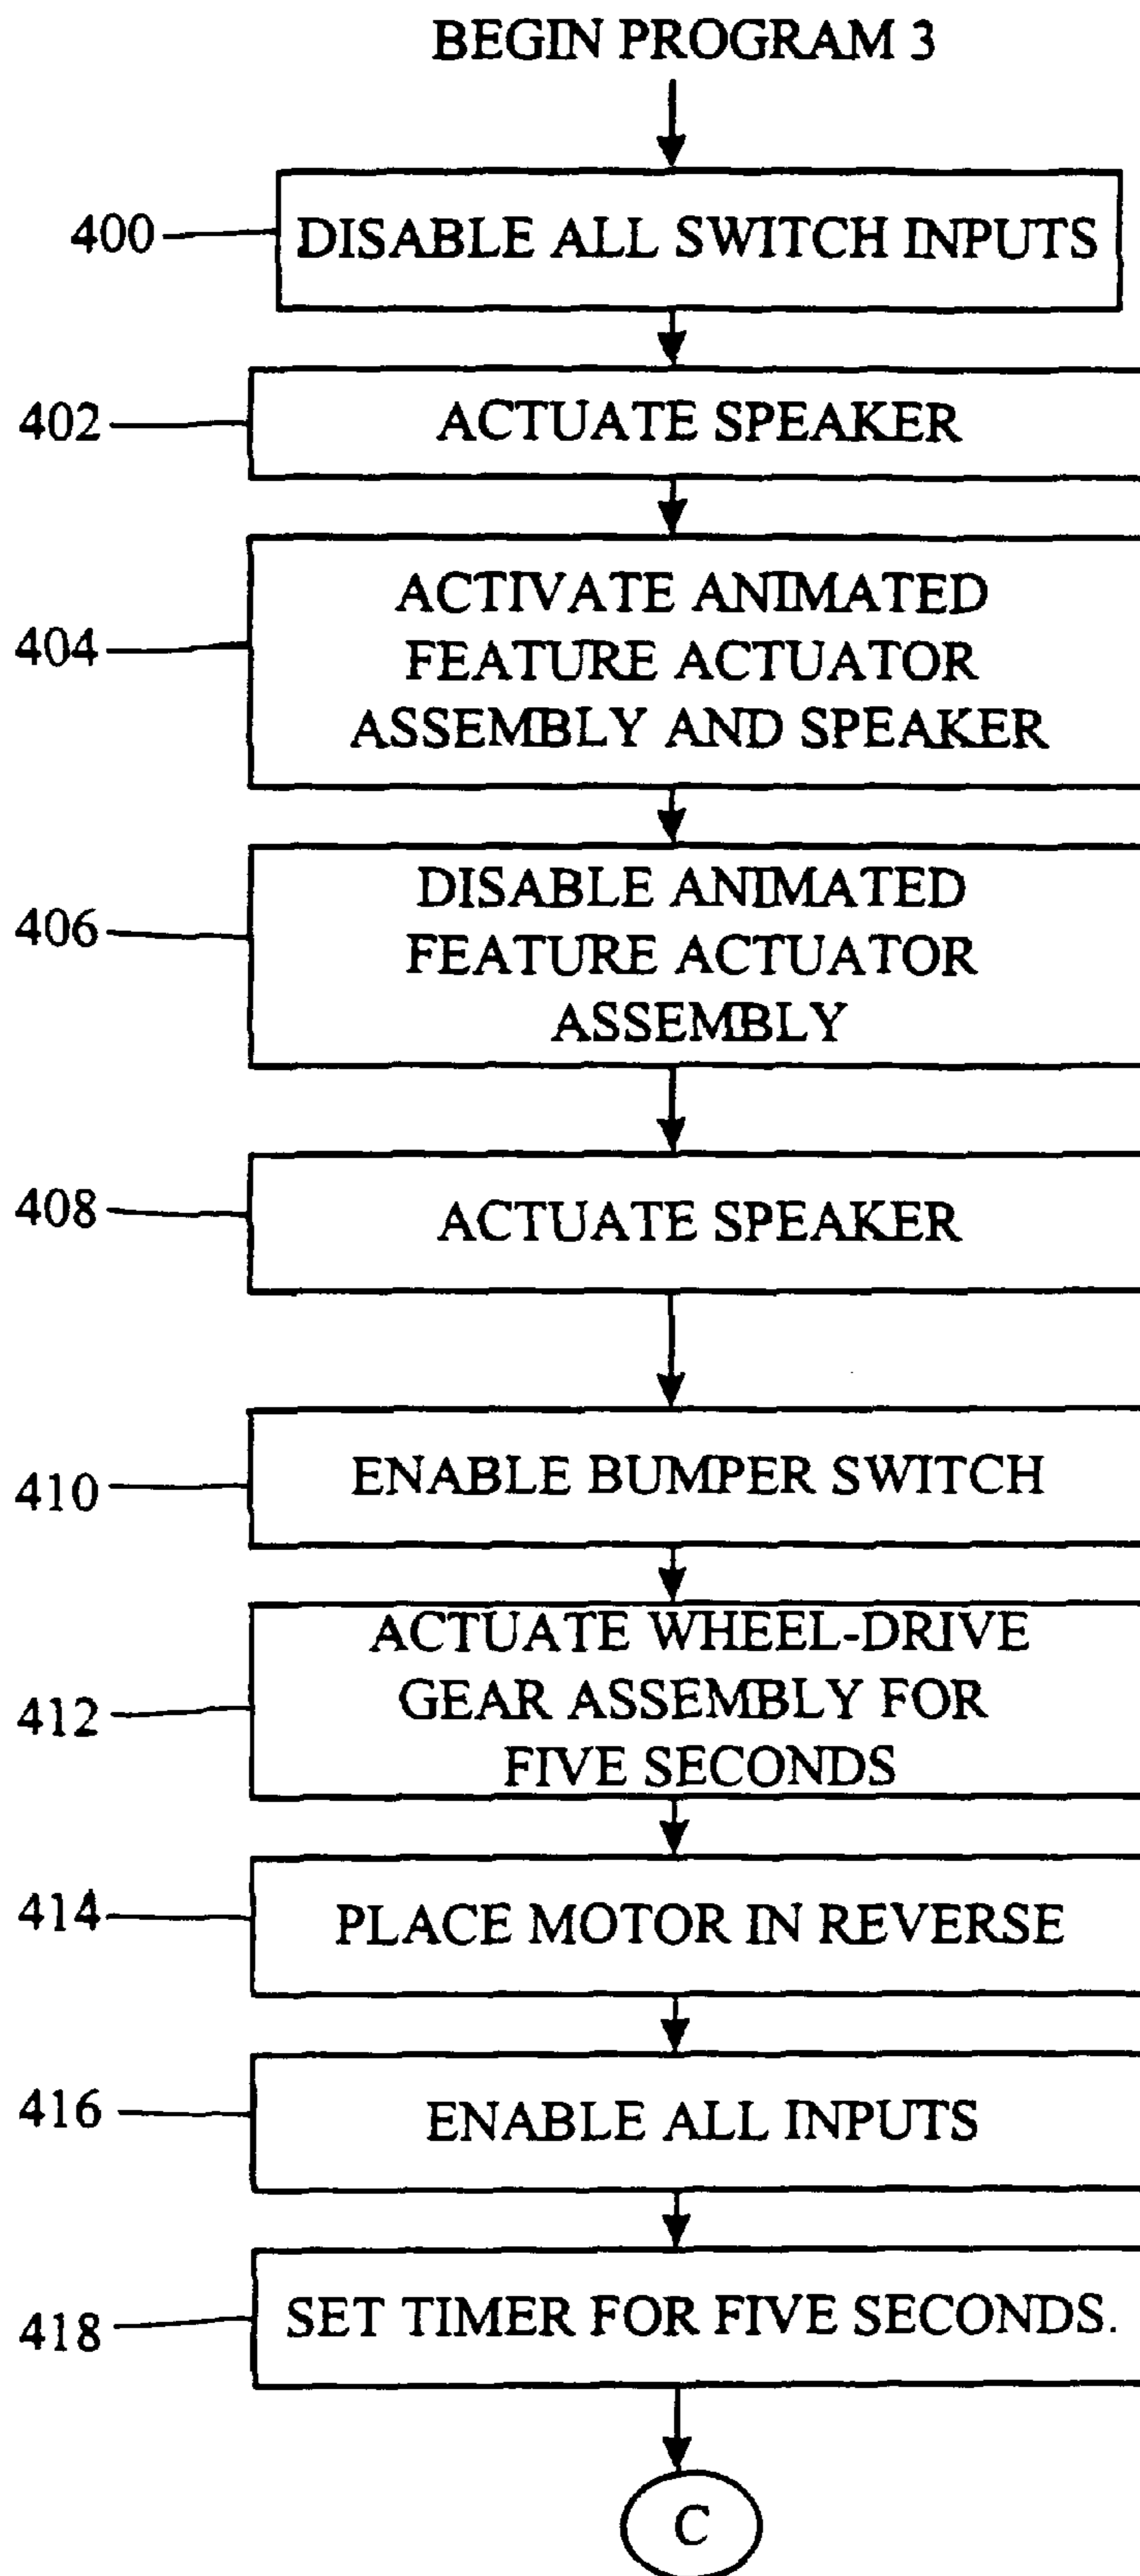 BEGIN PROGRAM 3
400
DISABLE ALL SWITCH INPUTS
402
ACTUATE SPEAKER
404
ACTIVATE ANIMATED
FEATURE ACTUATOR
ASSEMBLY AND SPEAKER
406
DISABLE ANIMATED
FEATURE ACTUATOR
ASSEMBLY
408
ACTUATE SPEAKER
410
ENABLE BUMPER SWITCH
412
ACTUATE WHEEL-DRIVE
GEAR ASSEMBLY FOR
FIVE SECONDS
414
PLACE MOTOR IN REVERSE
416
ENABLE ALL INPUTS
418
SET TIMER FOR FIVE SECONDS.
C